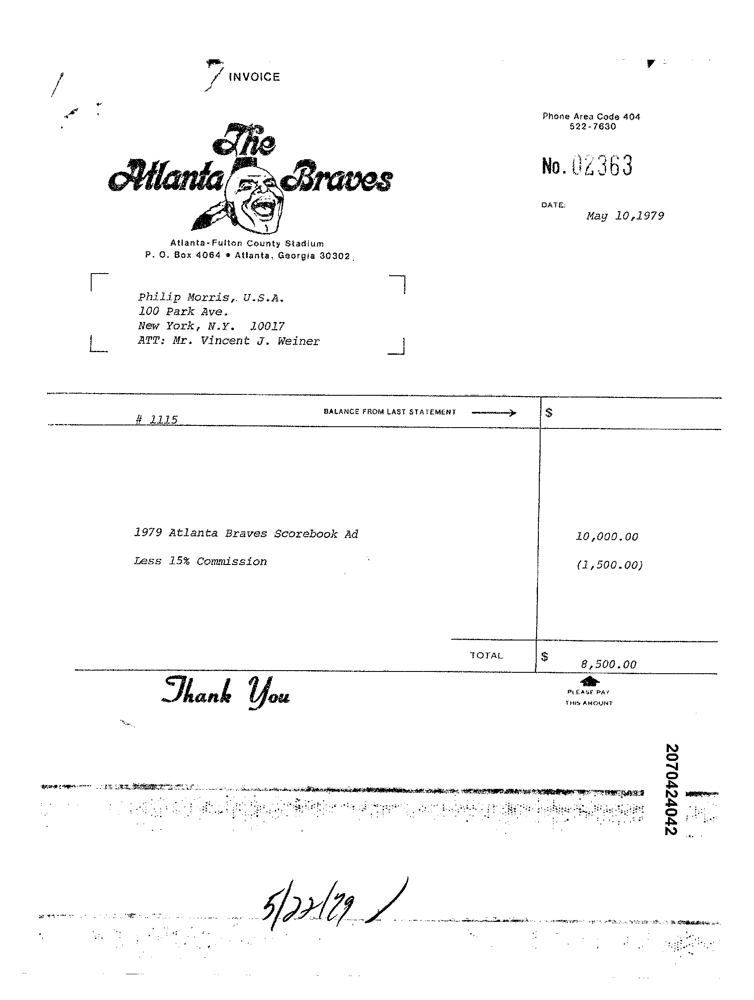 INVOICE
Phone Area Code 404
522-7630
The
Atlanta Braves
No. 02363
DATE:
May 10,1979
Atlanta-Fulton County Stadium
P. O. Box 4064 • Atlanta, Georgia 30302
Philip Morris, U.S.A.
100 Park Ave.
New York, N.Y. 10017
ATT: Mr. Vincent J. Weiner
# 1115 BALANCE FROM LAST STATEMENT → $
1979 Atlanta Braves Scorebook Ad 10,000.00
Less 15% Commission (1,500.00)
TOTAL $ 8,500.00
Thank You
PLEASE PAY
THIS AMOUNT
2070424042
5/22/79